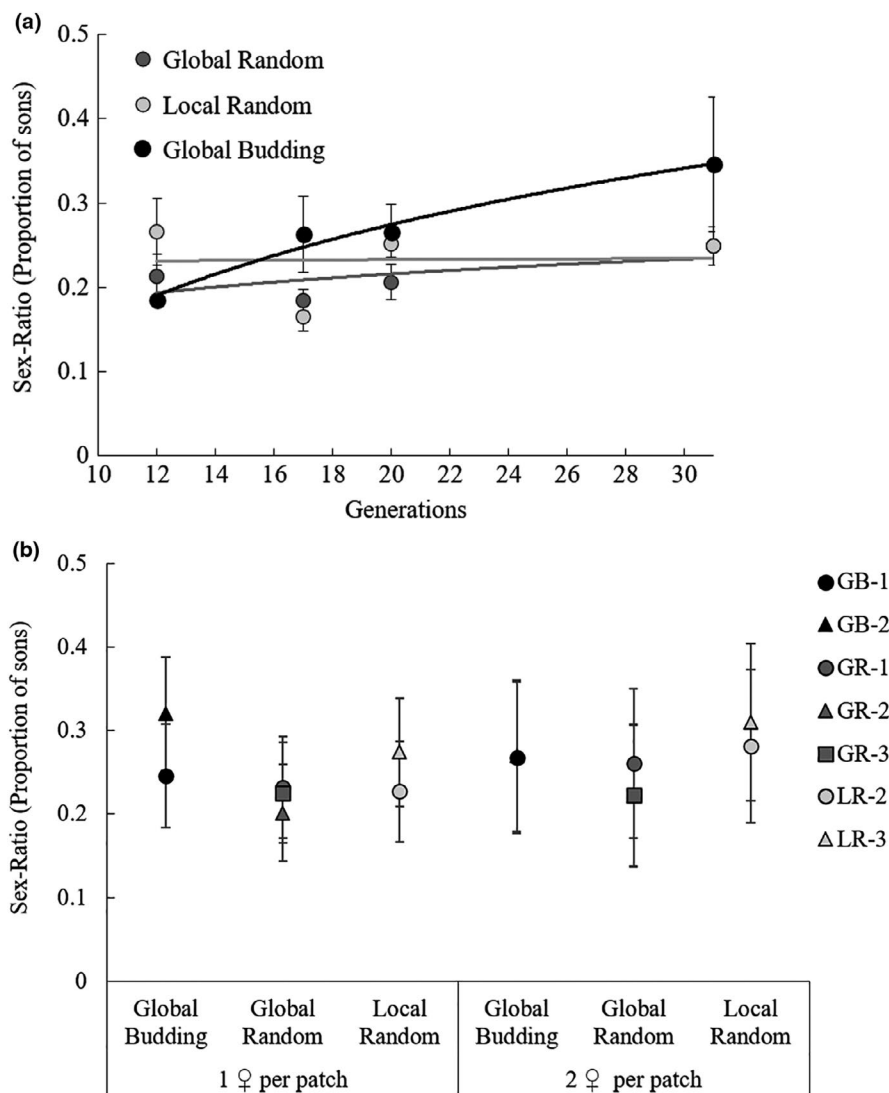 (a)
0.5
0.4
0.3
0.2
0.1
0
Sex-Ratio (Proportion of sons)
Global Random
Local Random
Global Budding
10 12 14 16 18 20 22 24 26 28 30
Generations
(b)
0.5
0.4
0.3
0.2
0.1
0
Sex-Ratio (Proportion of sons)
GB-1
GB-2
GR-1
GR-2
GR-3
LR-2
LR-3
Global Budding
Global Random
Local Random
Global Budding
Global Random
Local Random
1 ♀ per patch
2 ♀ per patch